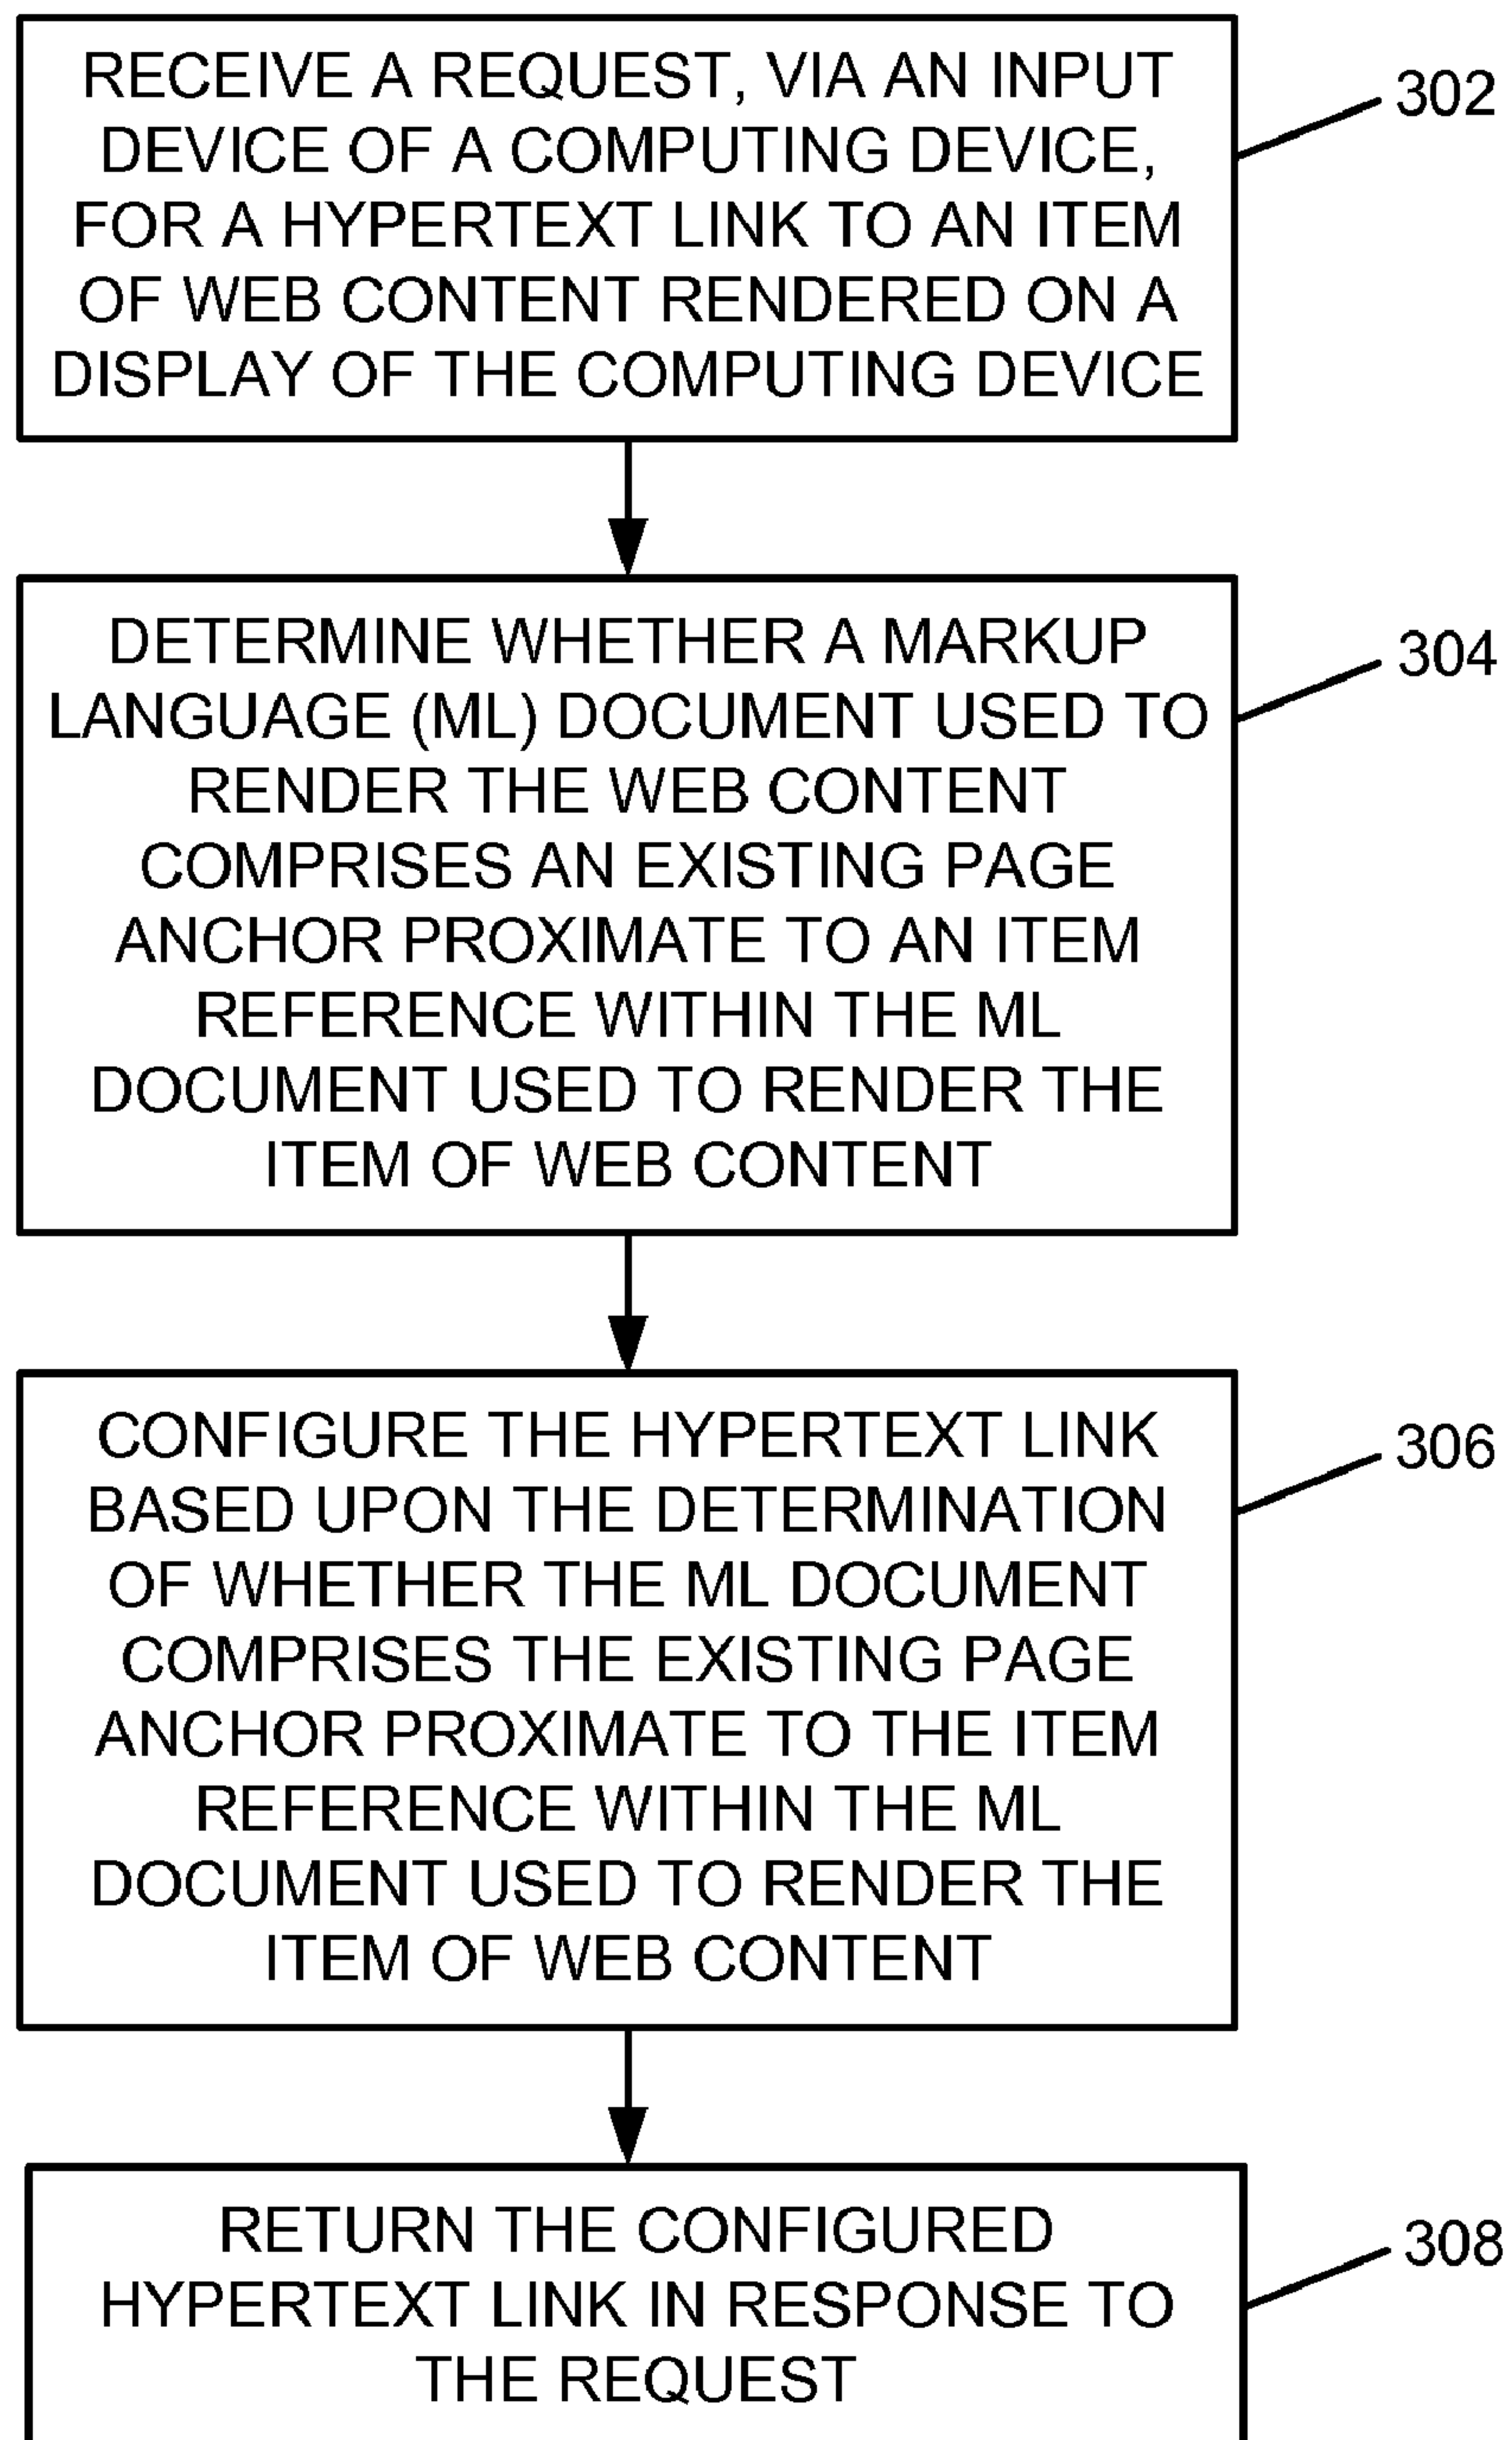 RECEIVE A REQUEST, VIA AN INPUT
DEVICE OF A COMPUTING DEVICE,
FOR A HYPERTEXT LINK TO AN ITEM
OF WEB CONTENT RENDERED ON A
DISPLAY OF THE COMPUTING DEVICE
302
DETERMINE WHETHER A MARKUP
LANGUAGE (ML) DOCUMENT USED TO
RENDER THE WEB CONTENT
COMPRISES AN EXISTING PAGE
ANCHOR PROXIMATE TO AN ITEM
REFERENCE WITHIN THE ML
DOCUMENT USED TO RENDER THE
ITEM OF WEB CONTENT
304
CONFIGURE THE HYPERTEXT LINK
BASED UPON THE DETERMINATION
OF WHETHER THE ML DOCUMENT
COMPRISES THE EXISTING PAGE
ANCHOR PROXIMATE TO THE ITEM
REFERENCE WITHIN THE ML
DOCUMENT USED TO RENDER THE
ITEM OF WEB CONTENT
306
RETURN THE CONFIGURED
HYPERTEXT LINK IN RESPONSE TO
THE REQUEST
308